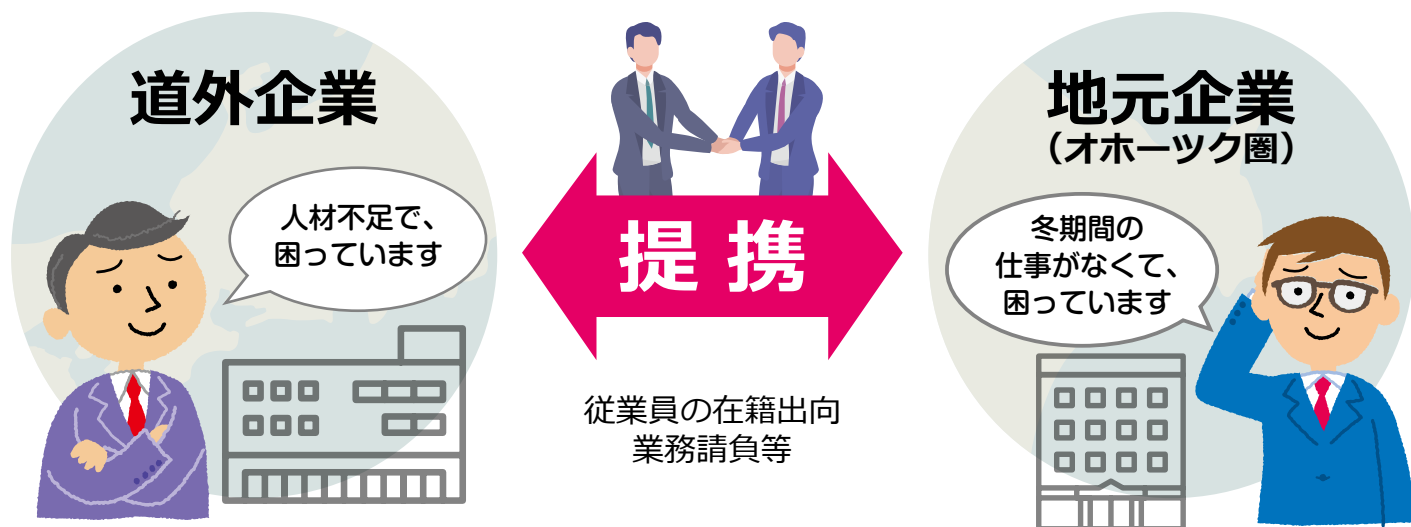 道外企業
人材不足で、
困っています
提携
従業員の在籍出向
業務請負等
地元企業
（オホーツク圏）
冬期間の
仕事がなくて、
困っています